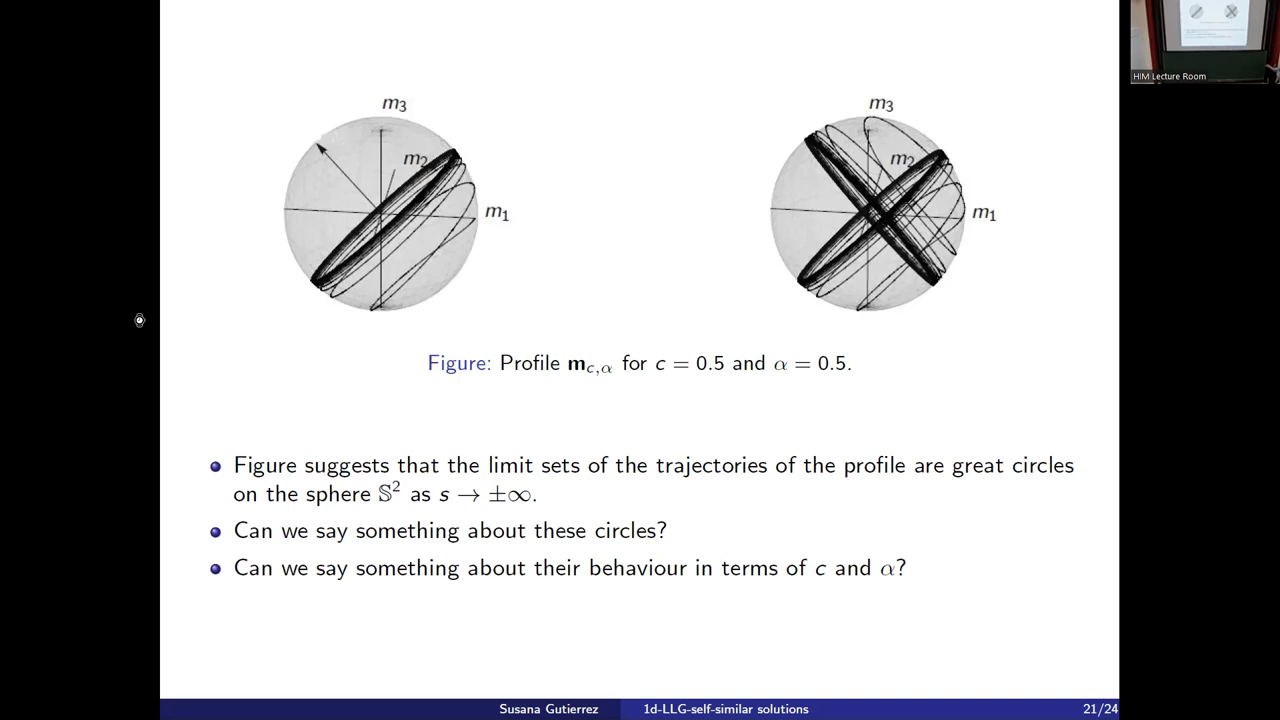 HIM Lecture Room
m3
m3
m2
m2
m1
m1
Figure: Profile m_{c,α} for c = 0.5 and α = 0.5.
Figure suggests that the limit sets of the trajectories of the profile are great circles
on the sphere 𝕊² as s → ±∞.
Can we say something about these circles?
Can we say something about their behaviour in terms of c and α?
Susana Gutierrez 1d-LLG-self-similar solutions 21/24